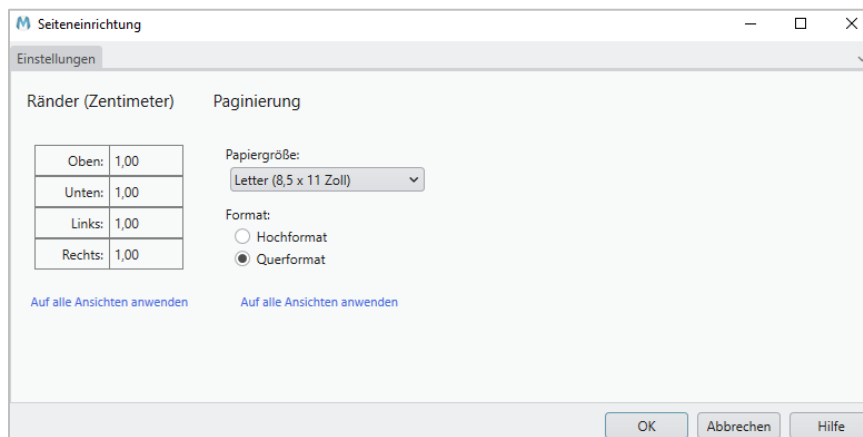 Seiteneinrichtung
Einstellungen
Ränder (Zentimeter)
Paginierung
Oben: 1,00
Unten: 1,00
Links: 1,00
Rechts: 1,00
Auf alle Ansichten anwenden
Papiergröße:
Letter (8,5 x 11 Zoll)
Format:
Hochformat
Querformat
Auf alle Ansichten anwenden
OK
Abbrechen
Hilfe